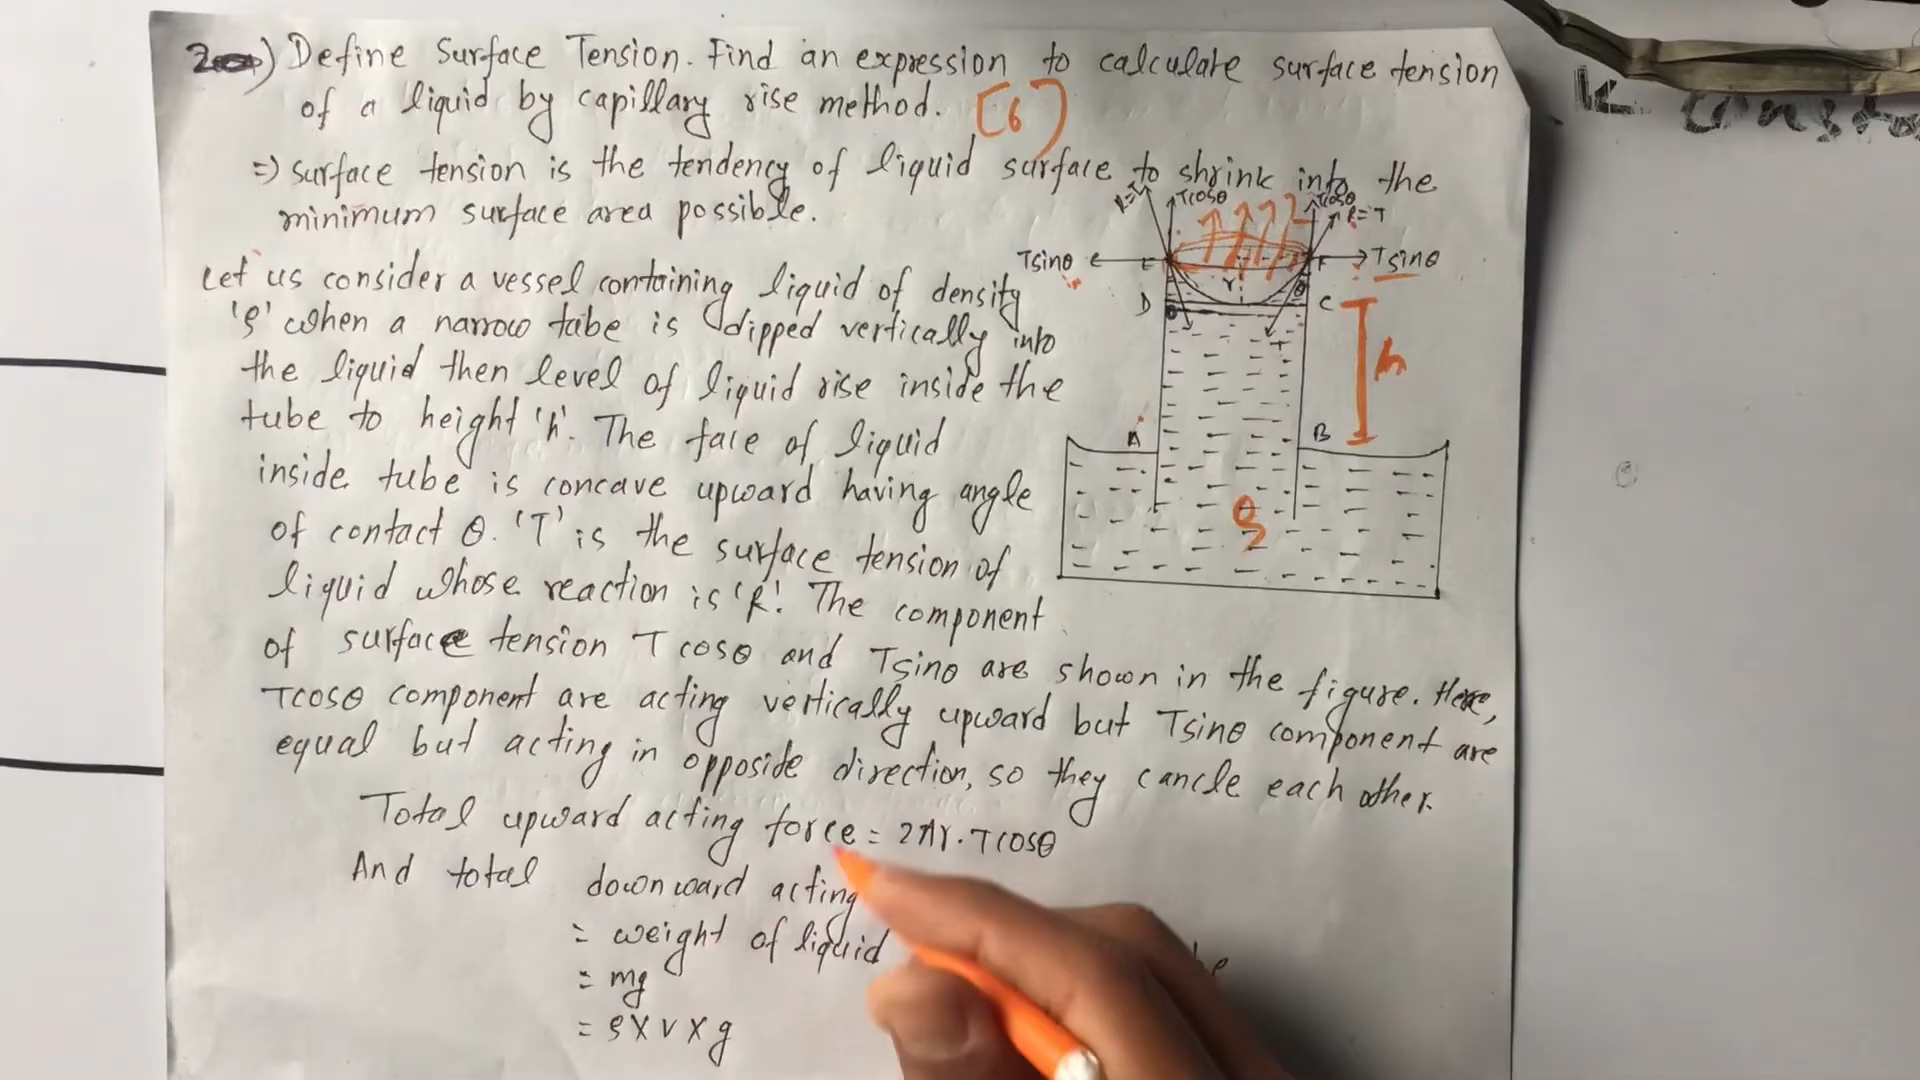 2 ) Define Surface Tension. Find an expression to calculate surface tension
of a liquid by capillary rise method. [6]
=) surface tension is the tendency of liquid surface to shrink into the
minimum surface area possible.
R=T Tcosθ Tcosθ R=T
Tsinθ E F Tsinθ
r θ
D C
T
h
A B
ρ
Let us consider a vessel containing liquid of density
'ρ' when a narrow tube is dipped vertically into
the liquid then level of liquid rise inside the
tube to height 'h'. The face of liquid
inside tube is concave upward having angle
of contact θ. 'T' is the surface tension of
liquid whose reaction is 'R'. The component
of surface tension T cosθ and Tsinθ are shown in the figure. Here,
Tcosθ component are acting vertically upward but Tsinθ component are
equal but acting in opposide direction, so they cancle each other.
Total upward acting force = 2πr.Tcosθ
And total downward acting
= weight of liquid
= mg
= ρ X v X g
k const